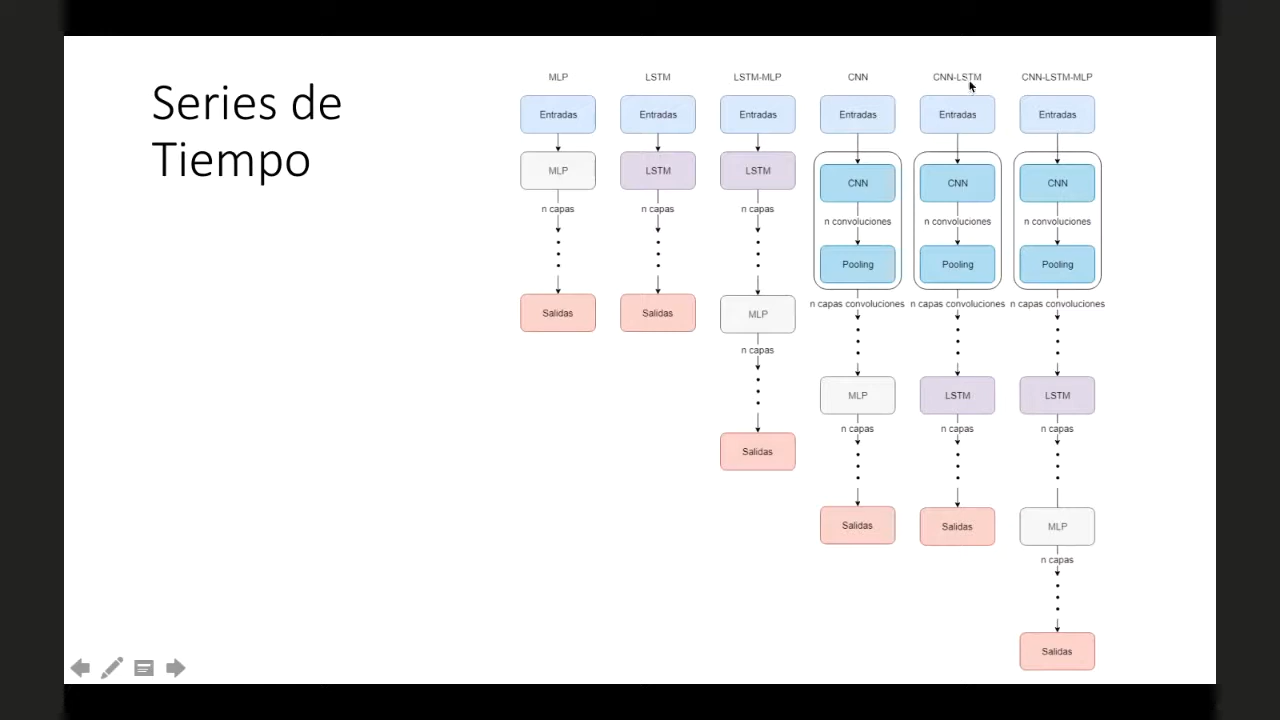 Series de
Tiempo
MLP
Entradas
MLP
n capas
Salidas
LSTM
Entradas
LSTM
n capas
Salidas
LSTM-MLP
Entradas
LSTM
n capas
MLP
n capas
Salidas
CNN
Entradas
CNN
n convoluciones
Pooling
n capas convoluciones
MLP
n capas
Salidas
CNN-LSTM
Entradas
CNN
n convoluciones
Pooling
n capas convoluciones
LSTM
n capas
Salidas
CNN-LSTM-MLP
Entradas
CNN
n convoluciones
Pooling
n capas convoluciones
LSTM
n capas
MLP
n capas
Salidas